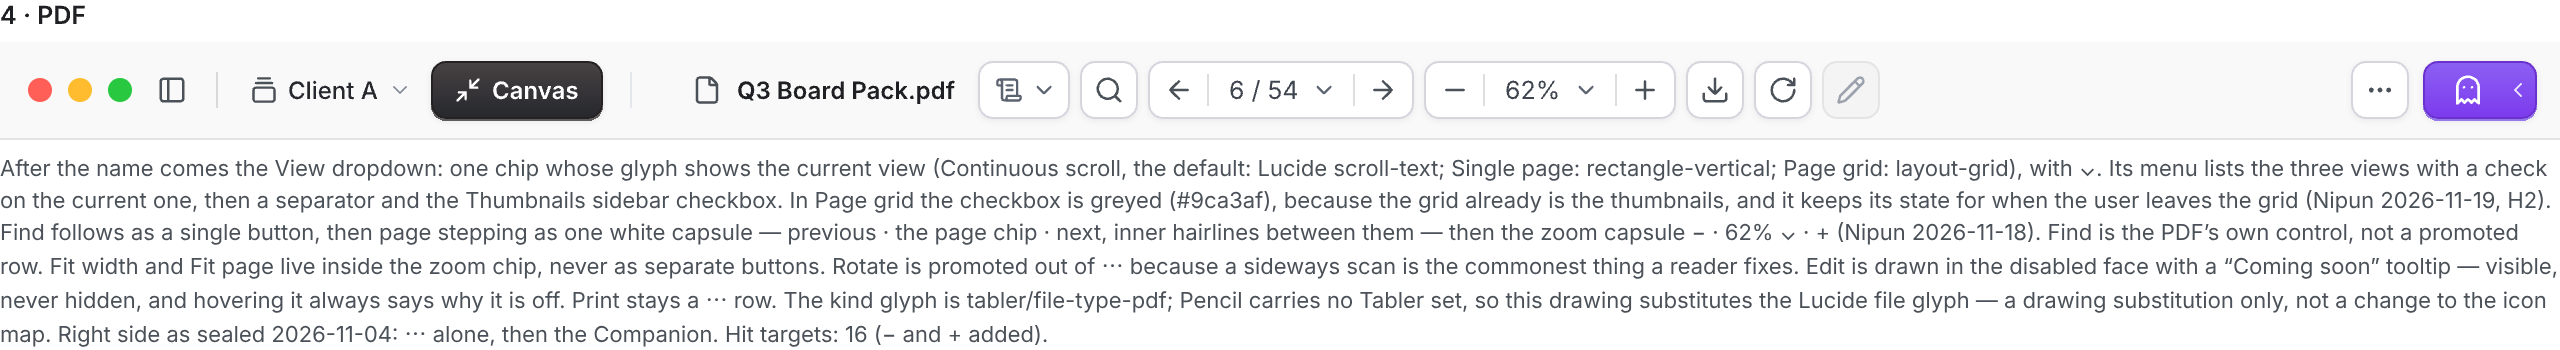 4 · PDF
Client A Canvas Q3 Board Pack.pdf 6 / 54 62%
After the name comes the View dropdown: one chip whose glyph shows the current view (Continuous scroll, the default: Lucide scroll-text; Single page: rectangle-vertical; Page grid: layout-grid), with ⌄. Its menu lists the three views with a check
on the current one, then a separator and the Thumbnails sidebar checkbox. In Page grid the checkbox is greyed (#9ca3af), because the grid already is the thumbnails, and it keeps its state for when the user leaves the grid (Nipun 2026-11-19, H2).
Find follows as a single button, then page stepping as one white capsule — previous · the page chip · next, inner hairlines between them — then the zoom capsule − · 62% ⌄ · + (Nipun 2026-11-18). Find is the PDF’s own control, not a promoted
row. Fit width and Fit page live inside the zoom chip, never as separate buttons. Rotate is promoted out of ··· because a sideways scan is the commonest thing a reader fixes. Edit is drawn in the disabled face with a “Coming soon” tooltip — visible,
never hidden, and hovering it always says why it is off. Print stays a ··· row. The kind glyph is tabler/file-type-pdf; Pencil carries no Tabler set, so this drawing substitutes the Lucide file glyph — a drawing substitution only, not a change to the icon
map. Right side as sealed 2026-11-04: ··· alone, then the Companion. Hit targets: 16 (− and + added).